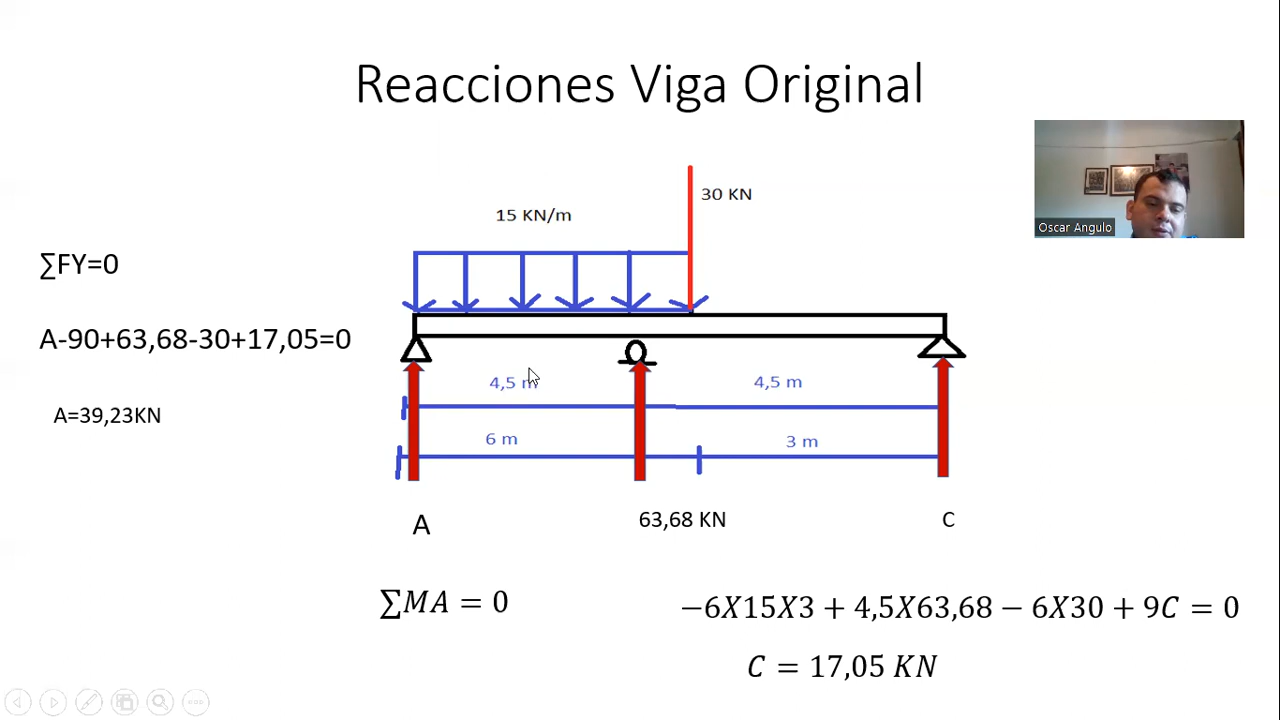 Reacciones Viga Original
30 KN
15 KN/m
Oscar Angulo
∑FY=0
A-90+63,68-30+17,05=0
A=39,23KN
4,5 m
4,5 m
6 m
3 m
A
63,68 KN
C
∑MA = 0
−6X15X3 + 4,5X63,68 − 6X30 + 9C = 0
C = 17,05 KN